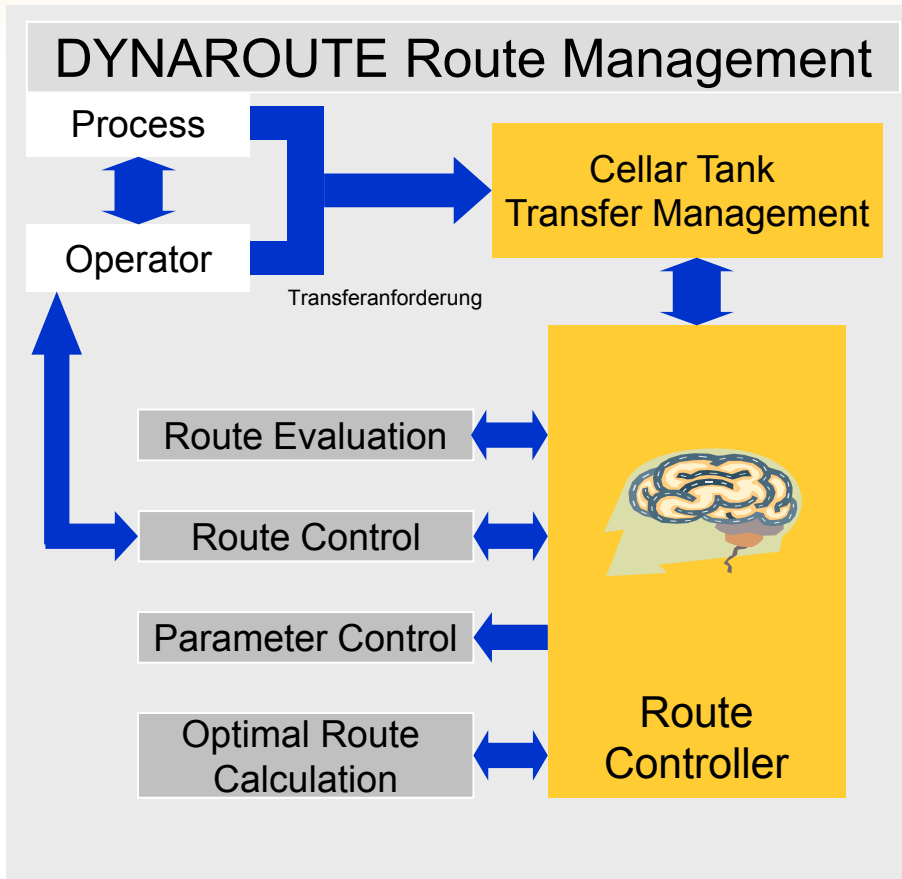 DYNAROUTE Route Management
Process
Operator
Cellar Tank
Transfer Management
Transferanforderung
Route Evaluation
Route Control
Parameter Control
Optimal Route
Calculation
Route
Controller